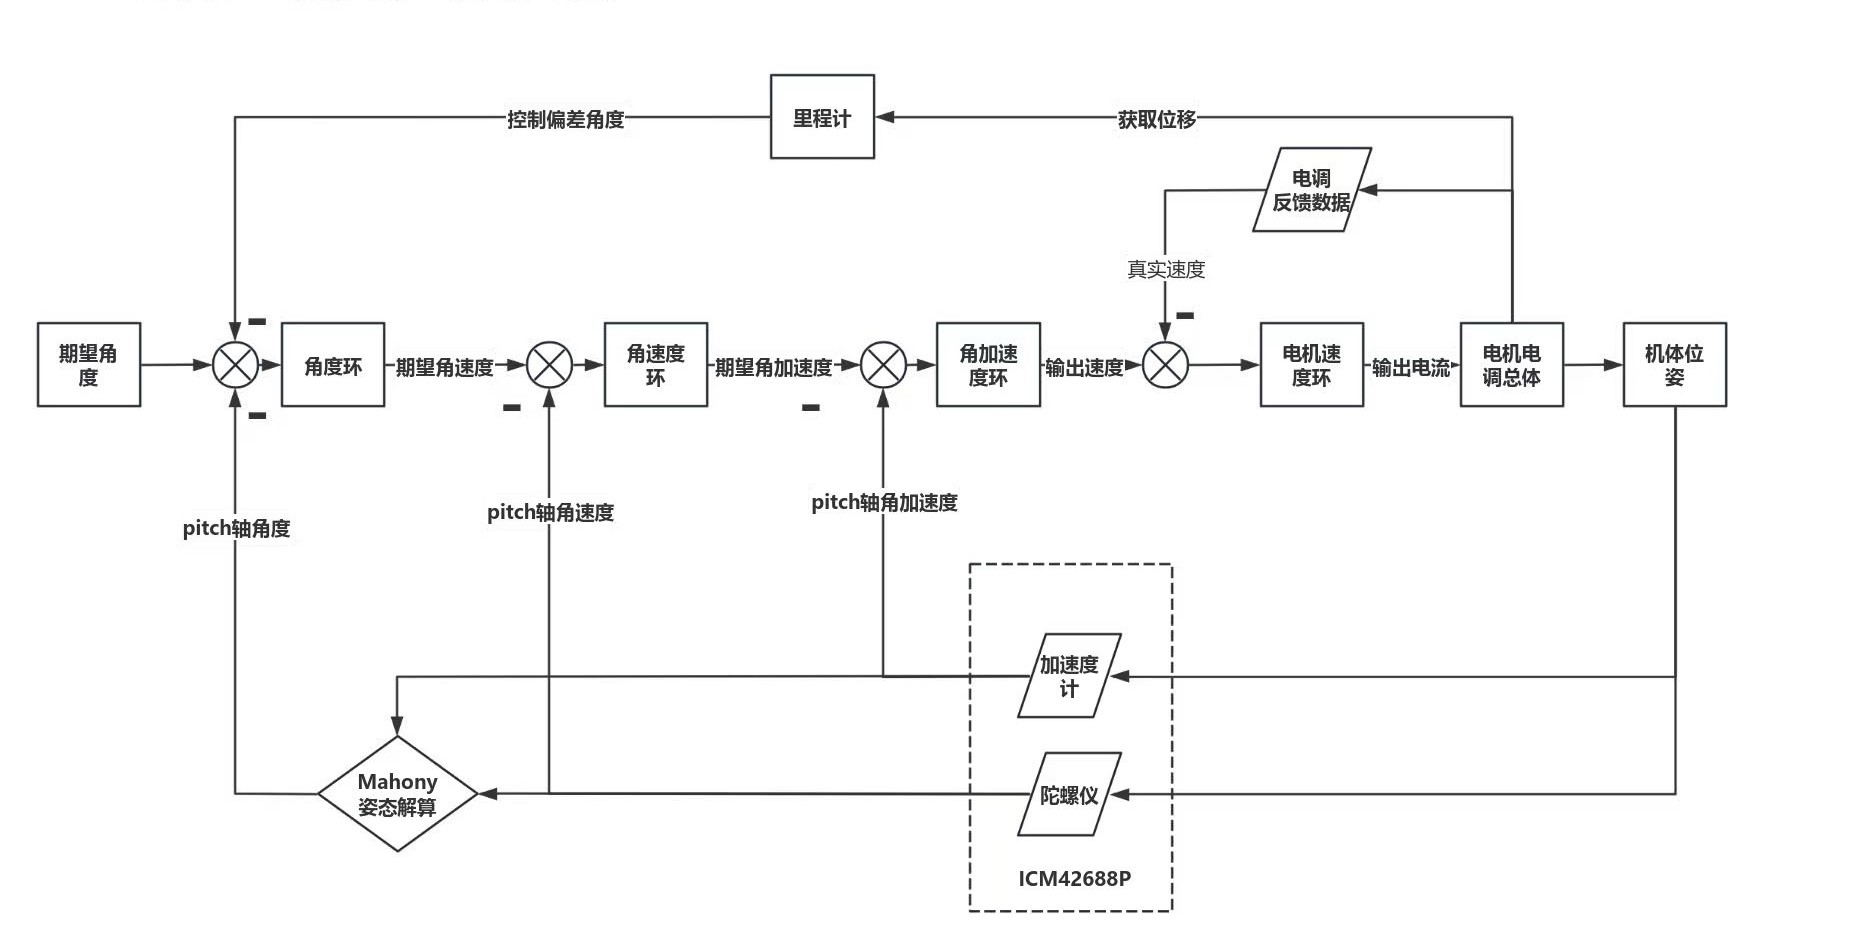 控制偏差角度
里程计
获取位移
电调
反馈数据
真实速度
期望角
度
角度环
期望角速度
角速度
环
期望角加速度
角加速
度环
输出速度
电机速
度环
输出电流
电机电
调总体
机体位
姿
pitch轴角度
pitch轴角速度
pitch轴角加速度
加速度
计
Mahony
姿态解算
陀螺仪
ICM42688P